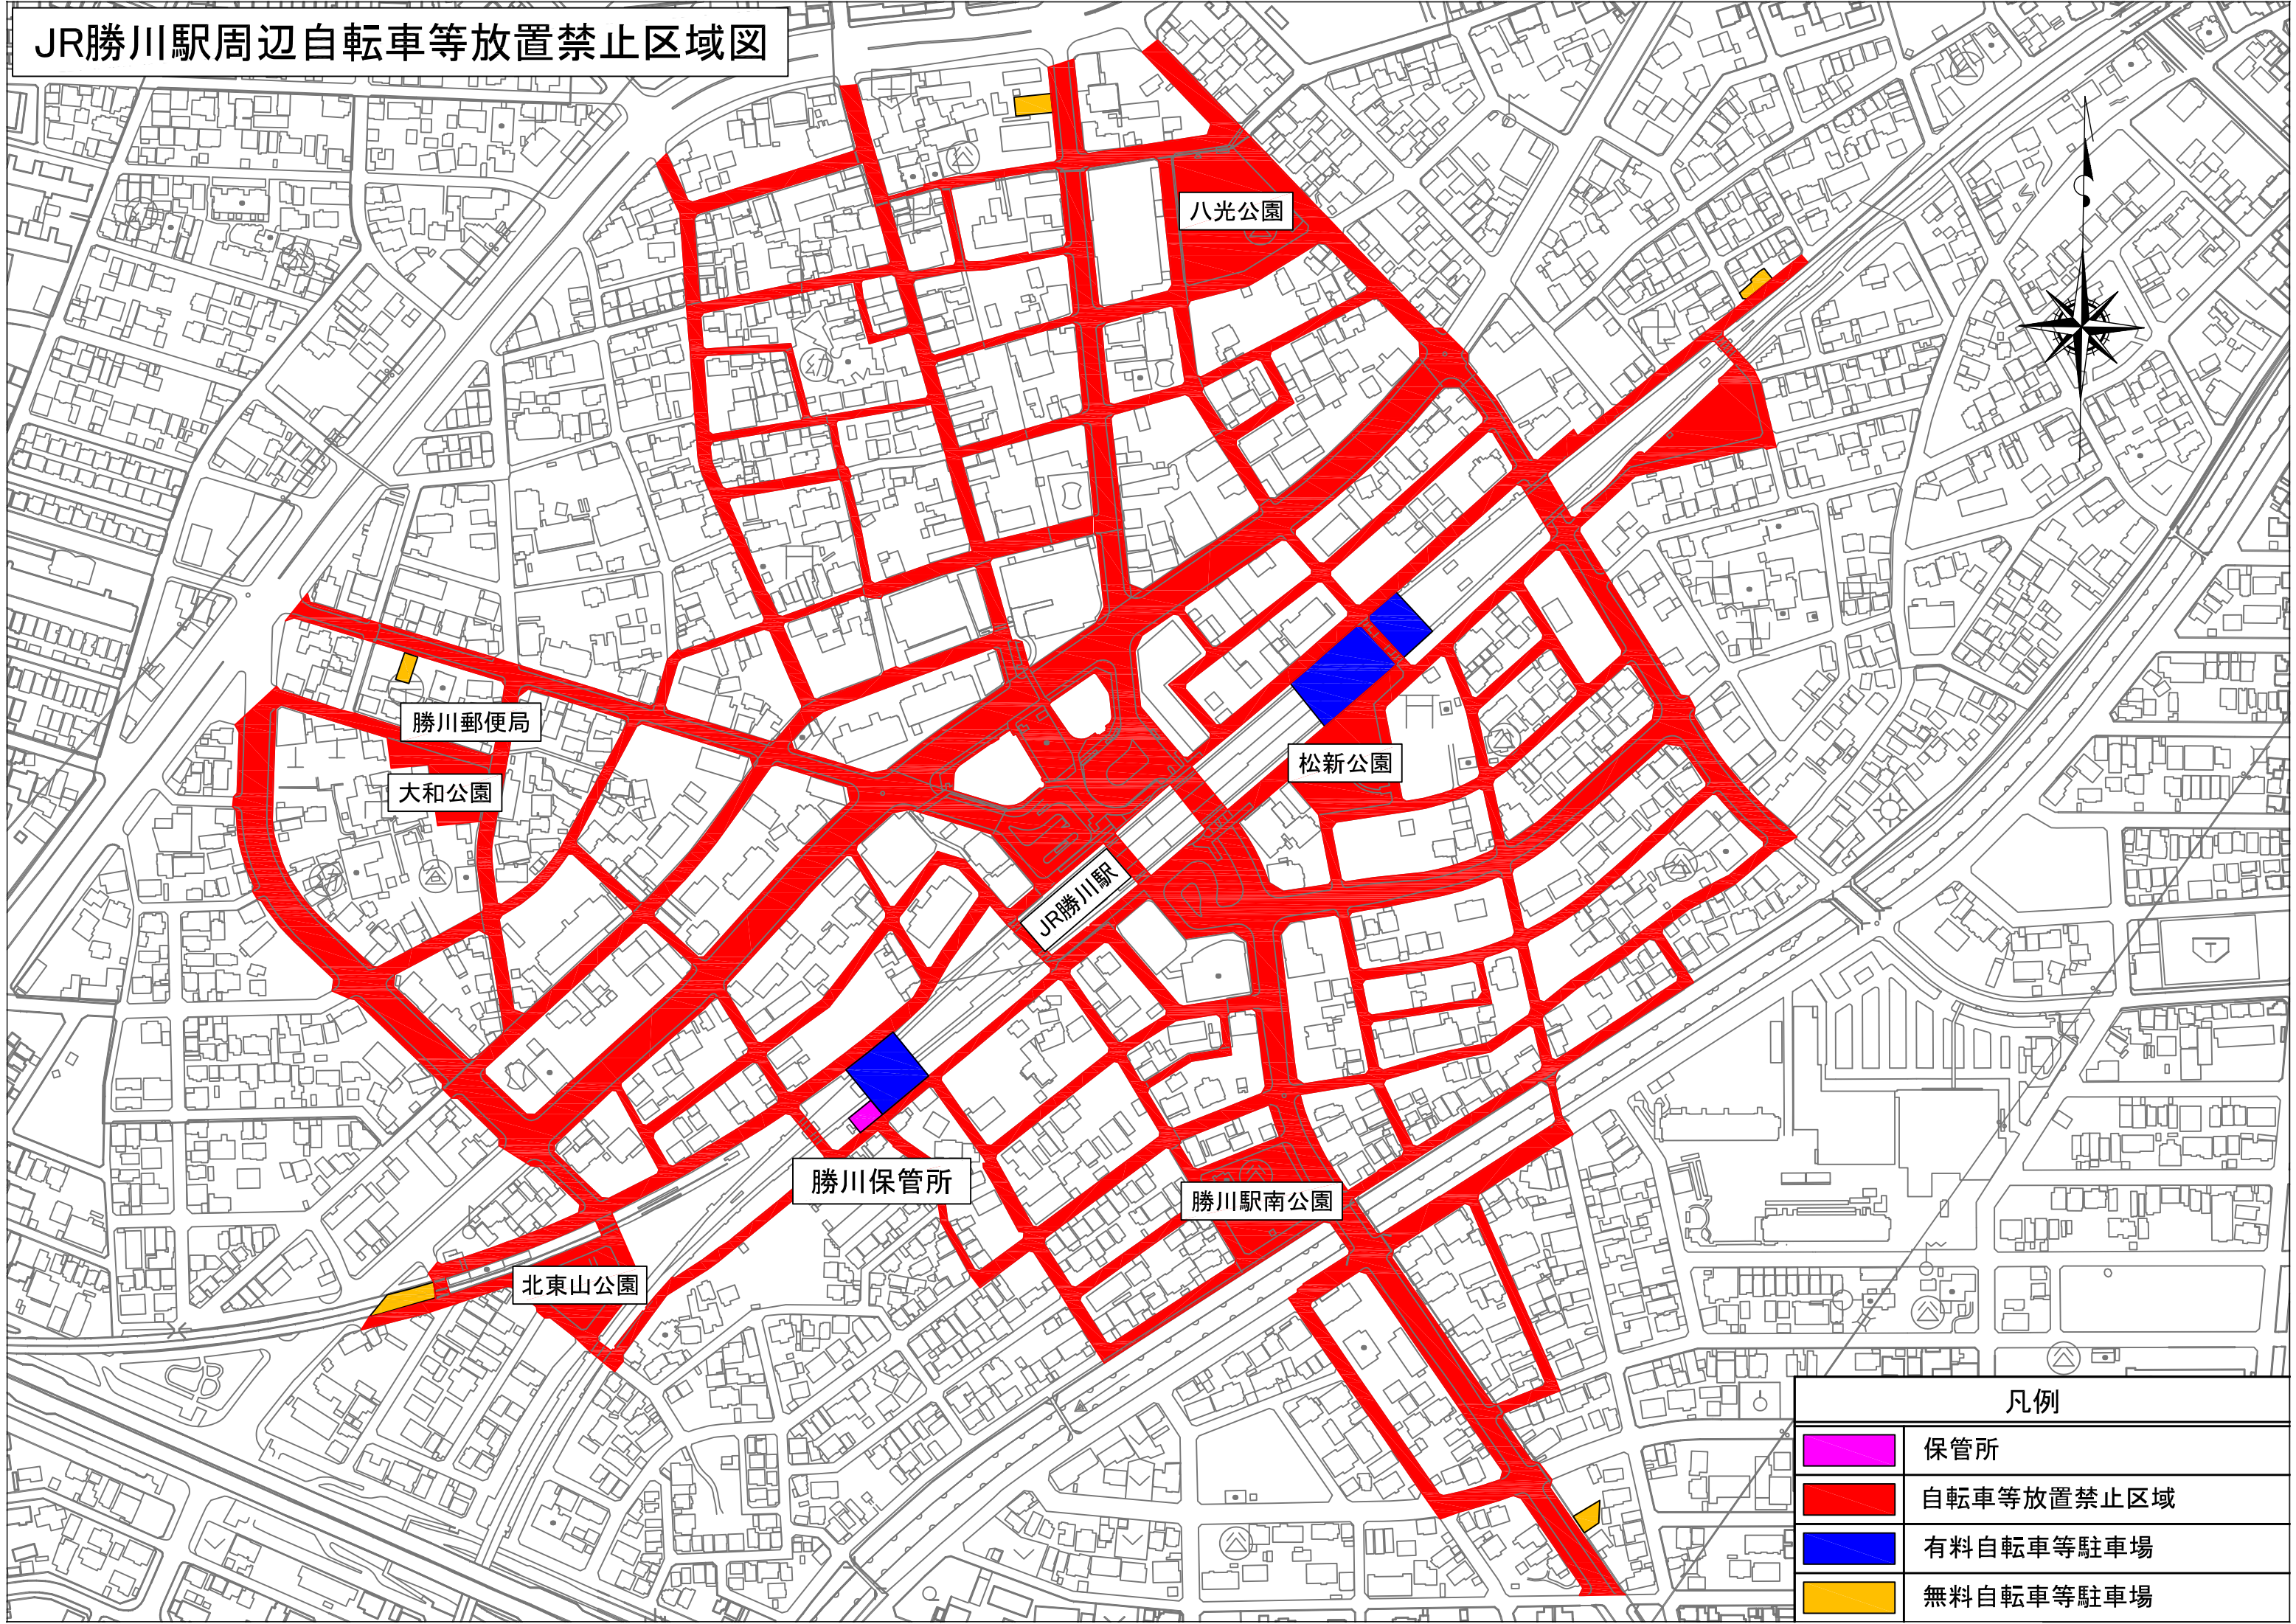 JR勝川駅周辺自転車等放置禁止区域図
八光公園
勝川郵便局
松新公園
大和公園
JR勝川駅
勝川保管所
勝川駅南公園
北東山公園
凡例
保管所
自転車等放置禁止区域
有料自転車等駐車場
無料自転車等駐車場